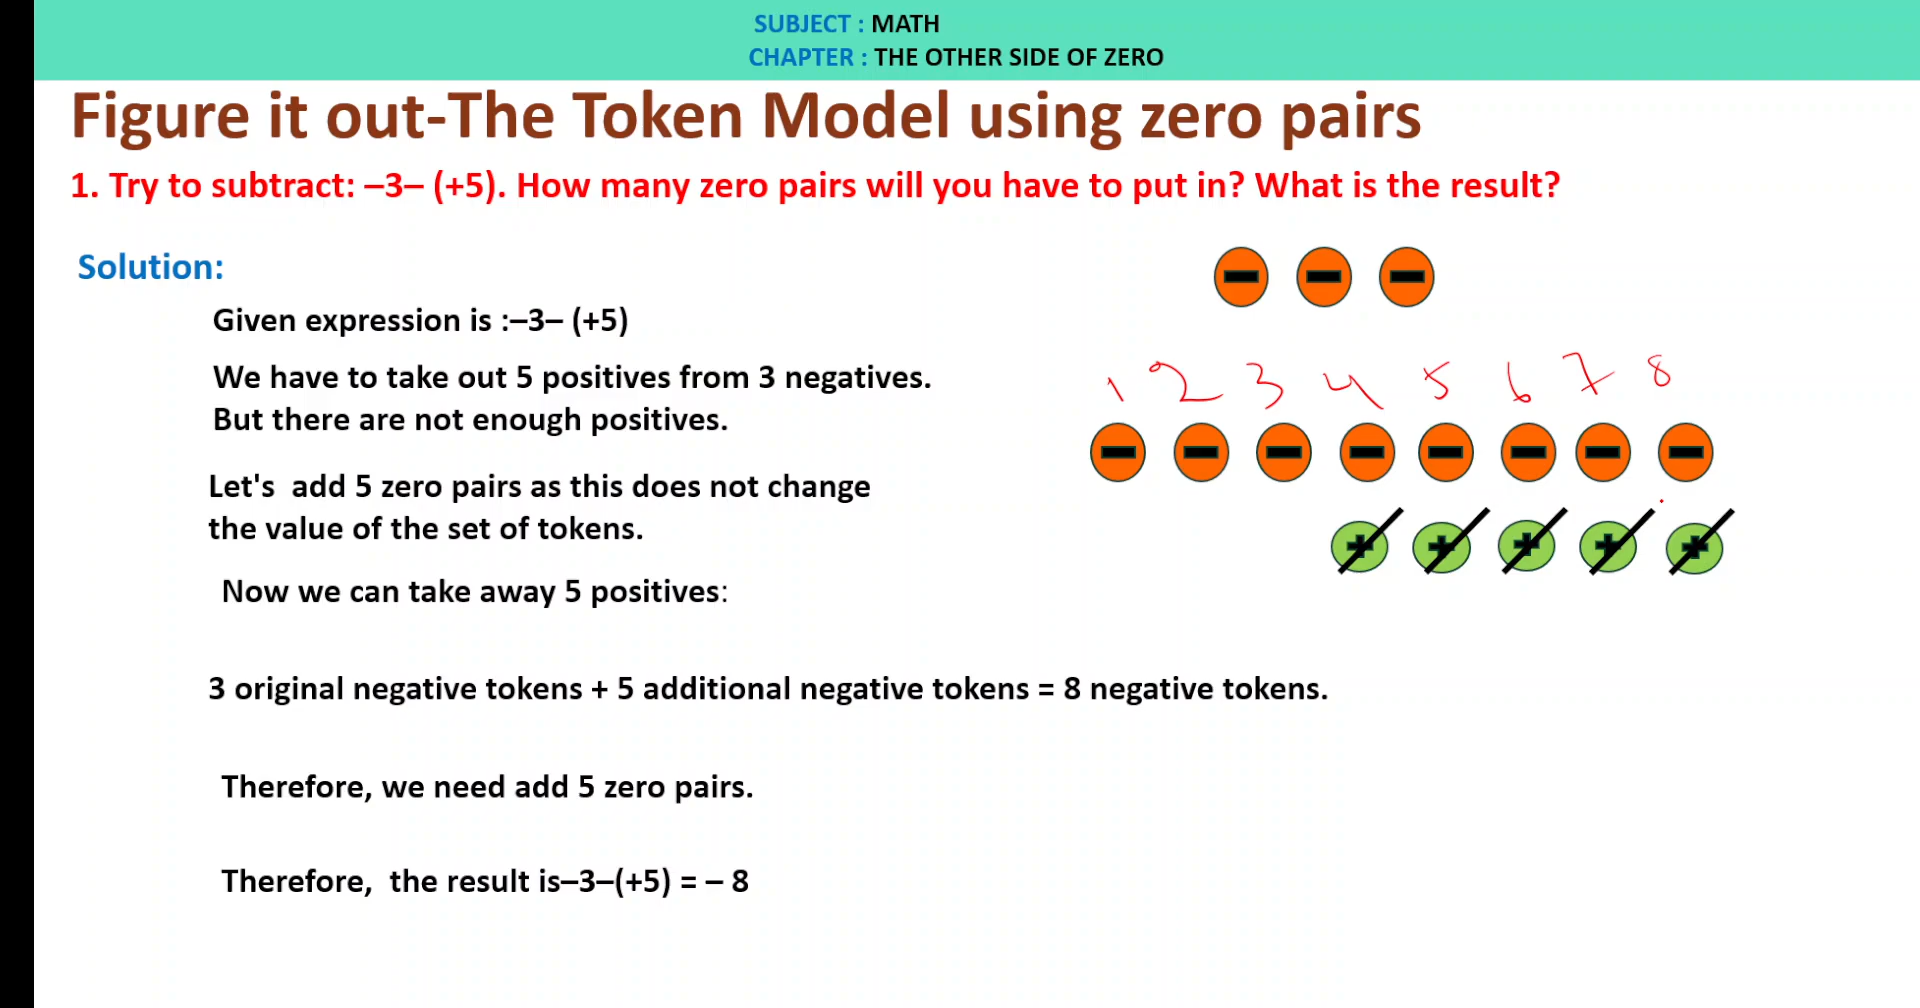 SUBJECT : MATH
CHAPTER : THE OTHER SIDE OF ZERO
Figure it out-The Token Model using zero pairs
1. Try to subtract: –3– (+5). How many zero pairs will you have to put in? What is the result?
Solution:
Given expression is :–3– (+5)
We have to take out 5 positives from 3 negatives.
But there are not enough positives.
1 2 3 4 5 6 7 8
Let's add 5 zero pairs as this does not change
the value of the set of tokens.
Now we can take away 5 positives:
3 original negative tokens + 5 additional negative tokens = 8 negative tokens.
Therefore, we need add 5 zero pairs.
Therefore, the result is–3–(+5) = – 8